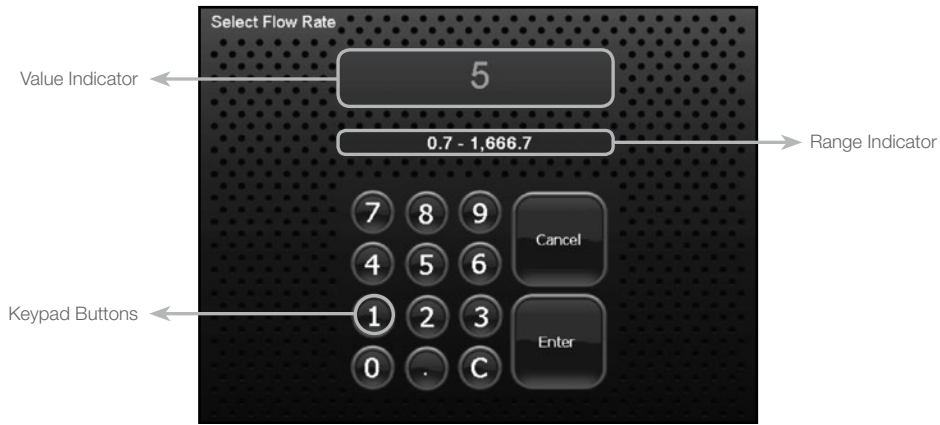 Select Flow Rate
Value Indicator
5
0.7 - 1,666.7
Range Indicator
7 8 9
Cancel
4 5 6
Keypad Buttons
1 2 3
Enter
0 . C